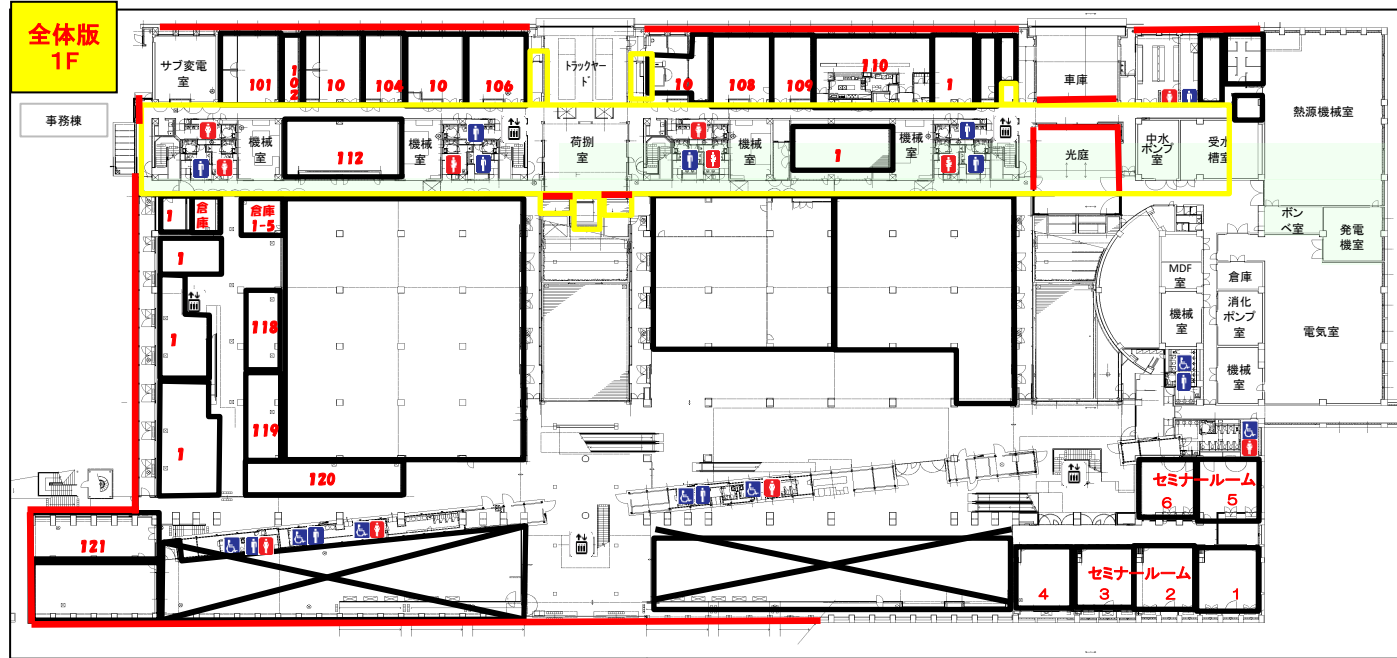 全体版
1F
事務棟
サブ変電
室
101
102
10
104
10
106
トラックヤー
ド
10
108
109
110
1
車庫
熱源機械室
機械
室
112
機械
室
荷捌
室
機械
室
1
機械
室
光庭
中水
ポンプ
室
受水
槽室
1
倉庫
倉庫
1-5
ボン
ベ室
発電
機室
1
MDF
室
倉庫
1
118
機械
室
消化
ポンプ
室
電気室
機械
室
1
119
120
セミナールーム
6
5
121
セミナールーム
4
3
2
1